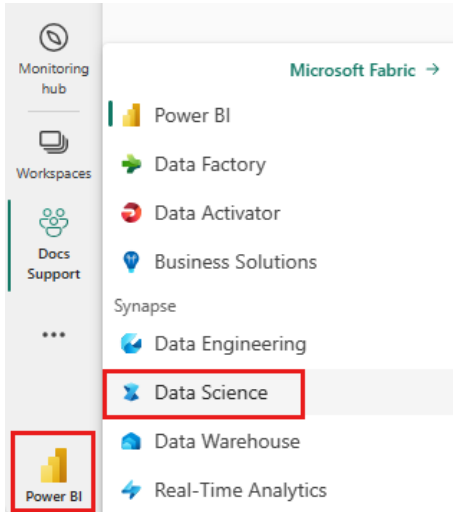 Monitoring
hub
Workspaces
Docs
Support
Power BI
Microsoft Fabric →
Power BI
Data Factory
Data Activator
Business Solutions
Synapse
Data Engineering
Data Science
Data Warehouse
Real-Time Analytics